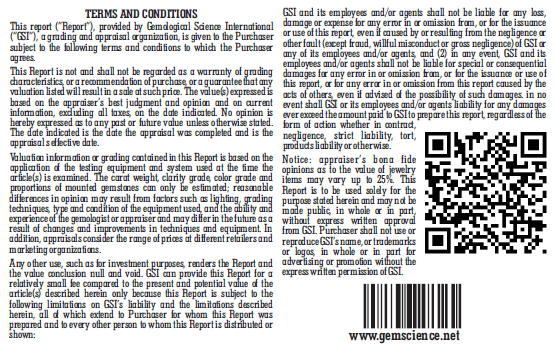 TERMS AND CONDITIONS
This report ("Report"), provided by Gemological Science International
("GSI"), a grading and appraisal organization, is given to the Purchaser
subject to the following terms and conditions to which the Purchaser
agrees.
This Report is not and shall not be regarded as a warranty of grading
characteristics, or a recommendation of purchase, or a guarantee that any
valuation listed will result in a sale at such price. The value(s) expressed is
based on the appraiser's best judgment and opinion and on current
information, excluding all taxes, on the date indicated. No opinion is
hereby expressed as to any past or future value unless otherwise stated.
The date indicated is the date the appraisal was completed and is the
appraisal effective date.
Valuation information or grading contained in this Report is based on the
application of the testing equipment and system used at the time the
article(s) is examined. The carat weight, clarity grade, color grade and
proportions of mounted gemstones can only be estimated; reasonable
differences in opinion may result from factors such as lighting, grading
techniques, type and condition of the equipment used, and the ability and
experience of the gemologist or appraiser and may differ in the future as a
result of changes and improvements in techniques and equipment. In
addition, appraisals consider the range of prices at different retailers and
marketing organizations.
Any other use, such as for investment purposes, renders the Report and
the value conclusion null and void. GSI can provide this Report for a
relatively small fee compared to the present and potential value of the
article(s) described herein only because this Report is subject to the
following limitations on GSI's liability and the limitations described
herein, all of which extend to Purchaser for whom this Report was
prepared and to every other person to whom this Report is distributed or
shown:
GSI and its employees and/or agents shall not be liable for any loss,
damage or expense for any error in or omission from, or for the issuance
or use of this report, even if caused by or resulting from the negligence or
other fault (except fraud, willful misconduct or gross negligence) of GSI or
any of its employees and/or agents, and (2) in any event, GSI and its
employees and/or agents shall not be liable for special or consequential
damages for any error in or omission from, or for the issuance or use of
this report, or for any error in or omission from this report caused by the
acts of others, even if advised of the possibility of such damages. in no
event shall GSI or its employees and/or agents liability for any damages
ever exceed the amount paid to GSI to prepare this report, regardless of the
form of action whether in contract,
negligence, strict liability, tort,
products liability or otherwise.
Notice: appraiser's bona fide
opinions as to the value of jewelry
items may vary up to 25%. This
Report is to be used solely for the
purpose stated herein and may not be
made public, in whole or in part,
without express written approval
from GSI. Purchaser shall not use or
reproduce GSI's name, or trademarks
or logos, in whole or in part for
advertising or promotion without the
express written permission of GSI.
www.gemscience.net